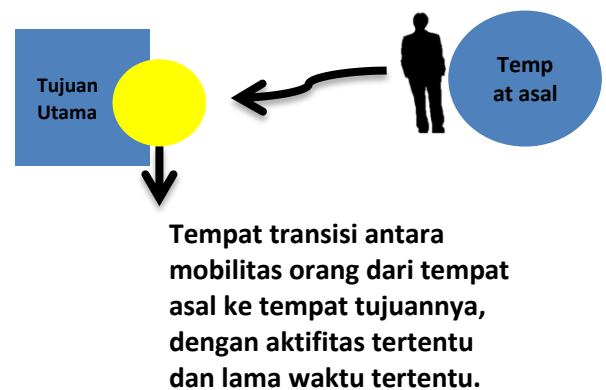 Tujuan
Utama
Temp
at asal
Tempat transisi antara
mobilitas orang dari tempat
asal ke tempat tujuannya,
dengan aktifitas tertentu
dan lama waktu tertentu.